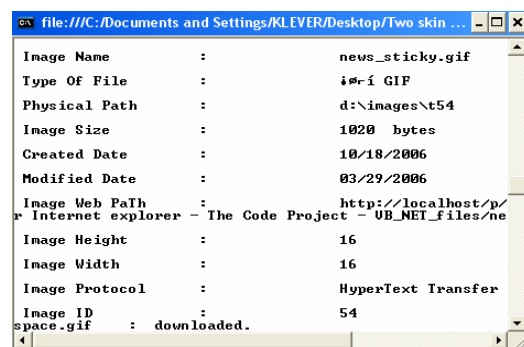 file:///C:/Documents and Settings/KLEVER/Desktop/Two skin ...
Image Name : news_sticky.gif
Type Of File : GIF
Physical Path : d:\images\t54
Image Size : 1020 bytes
Created Date : 10/18/2006
Modified Date : 03/29/2006
Image Web PaTh : http://localhost/p/
r Internet explorer - The Code Project - VB_NET_files/ne
Image Height : 16
Image Width : 16
Image Protocol : HyperText Transfer
Image ID : 54
space.gif : downloaded.